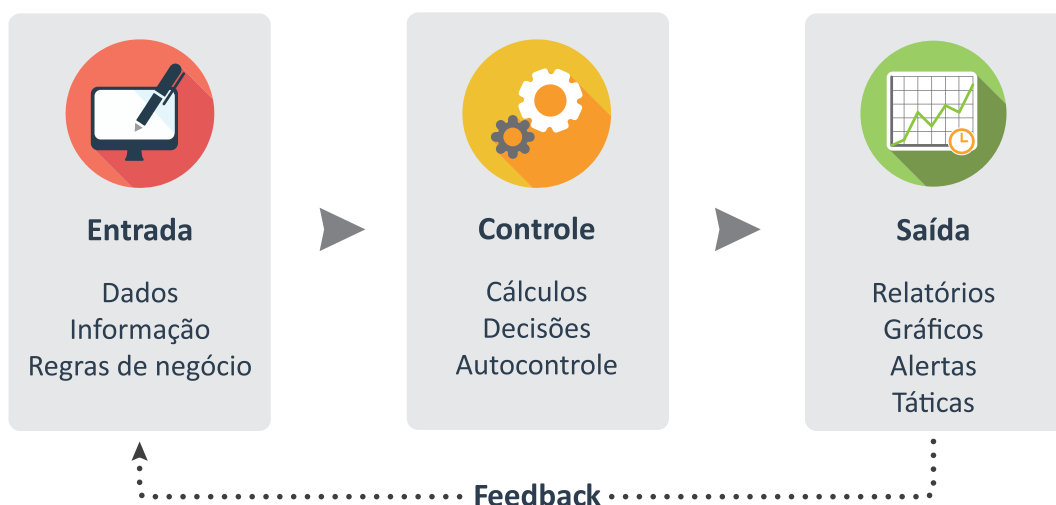 Entrada
Dados
Informação
Regras de negócio
Controle
Cálculos
Decisões
Autocontrole
Saída
Relatórios
Gráficos
Alertas
Táticas
Feedback